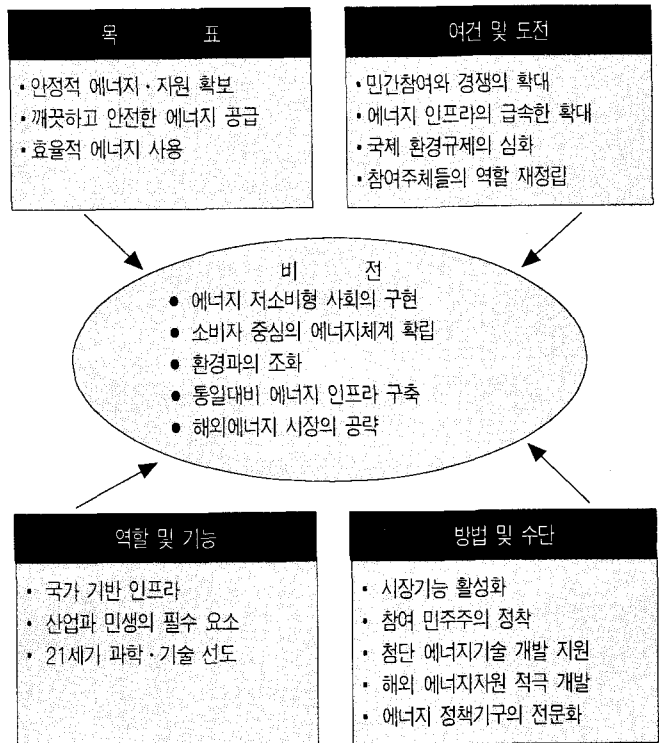 목 표
· 안정적 에너지 · 자원 확보
· 깨끗하고 안전한 에너지 공급
· 효율적 에너지 사용
여건 및 도전
· 민간참여와 경쟁의 확대
· 에너지 인프라의 급속한 확대
· 국제 환경규제의 심화
· 참여주체들의 역할 재정립
비 전
● 에너지 저소비형 사회의 구현
● 소비자 중심의 에너지체계 확립
● 환경과의 조화
● 통일대비 에너지 인프라 구축
● 해외에너지 시장의 공략
역할 및 기능
· 국가 기반 인프라
· 산업과 민생의 필수 요소
· 21세기 과학 · 기술 선도
방법 및 수단
· 시장기능 활성화
· 참여 민주주의 정착
· 첨단 에너지기술 개발 지원
· 해외 에너지자원 적극 개발
· 에너지 정책기구의 전문화